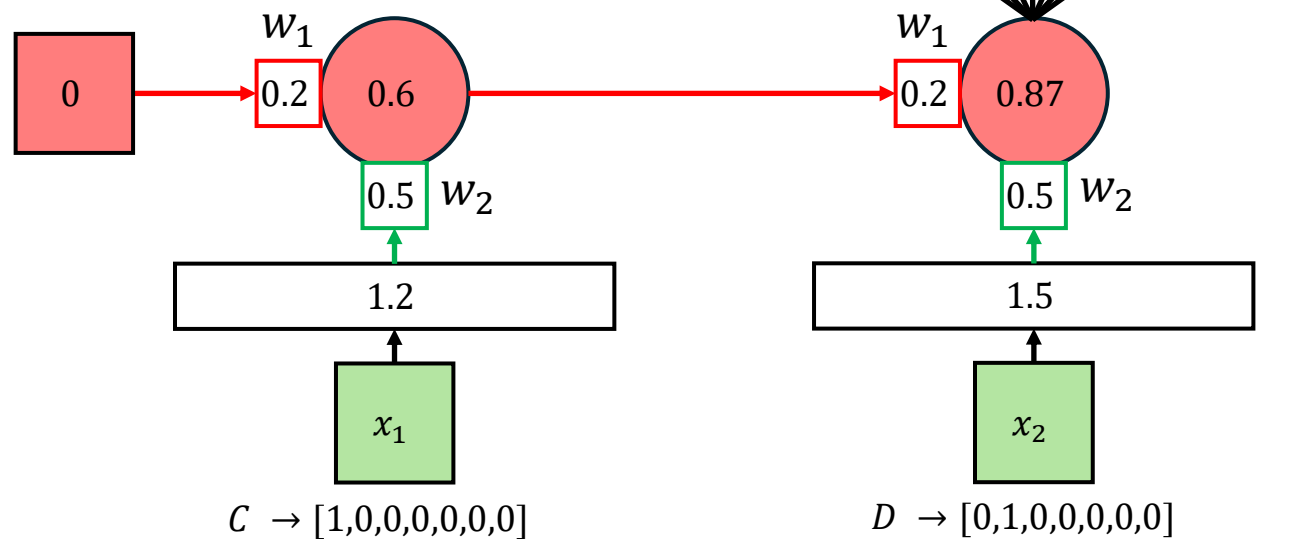 w₁ w₁
0 0.2 0.6 0.2 0.87
0.5 w₂ 0.5 w₂
1.2 1.5
x₁ x₂
C → [1,0,0,0,0,0,0] D → [0,1,0,0,0,0,0]